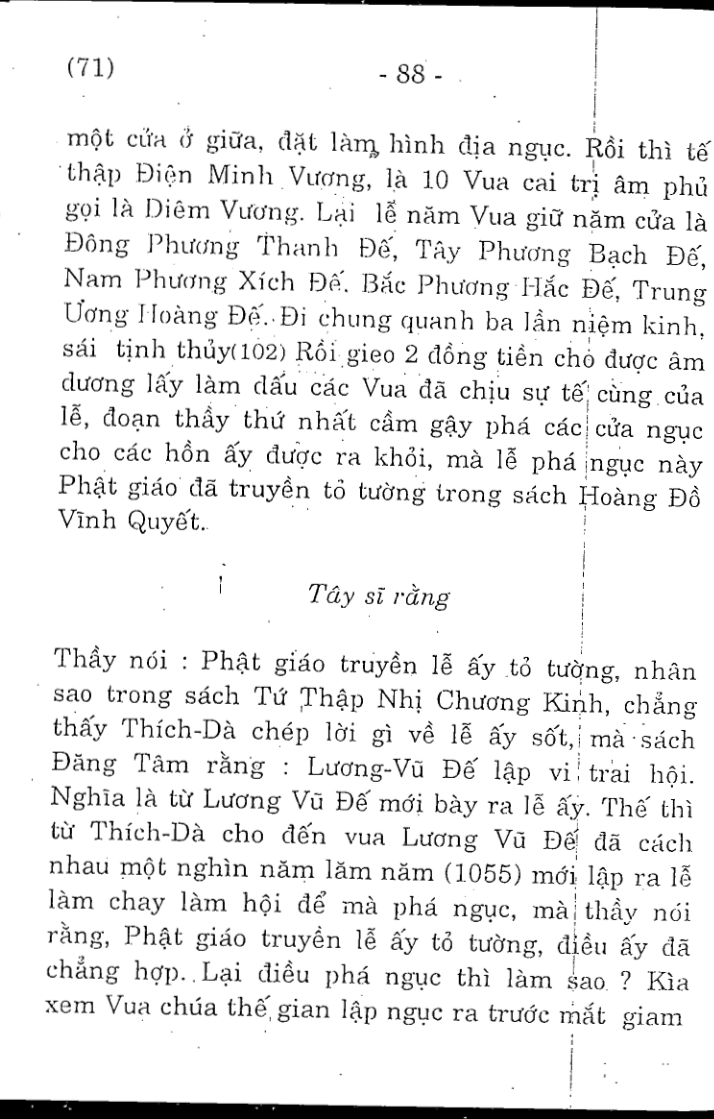 (71)
- 88 -
một cửa ở giữa, đặt làm hình địa ngục. Rồi thì tế
thập Điện Minh Vương, là 10 Vua cai trị âm phủ
gọi là Diêm Vương. Lại lễ năm Vua giữ năm cửa là
Đông Phương Thanh Đế, Tây Phương Bạch Đế,
Nam Phương Xích Đế. Bắc Phương Hắc Đế, Trung
Ương Hoàng Đế. Đi chung quanh ba lần niệm kinh,
sái tịnh thủy(102) Rồi gieo 2 đồng tiền cho được âm
dương lấy làm dấu các Vua đã chịu sự tế cùng của
lễ, đoạn thầy thứ nhất cầm gậy phá các cửa ngục
cho các hồn ấy được ra khỏi, mà lễ phá ngục này
Phật giáo đã truyền tỏ tường trong sách Hoàng Đồ
Vĩnh Quyết.
Tây sĩ rằng
Thầy nói : Phật giáo truyền lễ ấy tỏ tường, nhân
sao trong sách Tứ Thập Nhị Chương Kinh, chẳng
thấy Thích-Dà chép lời gì về lễ ấy sốt, mà sách
Đăng Tâm rằng : Lương-Vũ Đế lập vi trai hội.
Nghĩa là từ Lương Vũ Đế mới bày ra lễ ấy. Thế thì
từ Thích-Dà cho đến vua Lương Vũ Đế đã cách
nhau một nghìn năm lăm năm (1055) mới lập ra lễ
làm chay làm hội để mà phá ngục, mà thầy nói
rằng, Phật giáo truyền lễ ấy tỏ tường, điều ấy đã
chẳng hợp. Lại điều phá ngục thì làm sao ? Kìa
xem Vua chúa thế gian lập ngục ra trước mắt giam